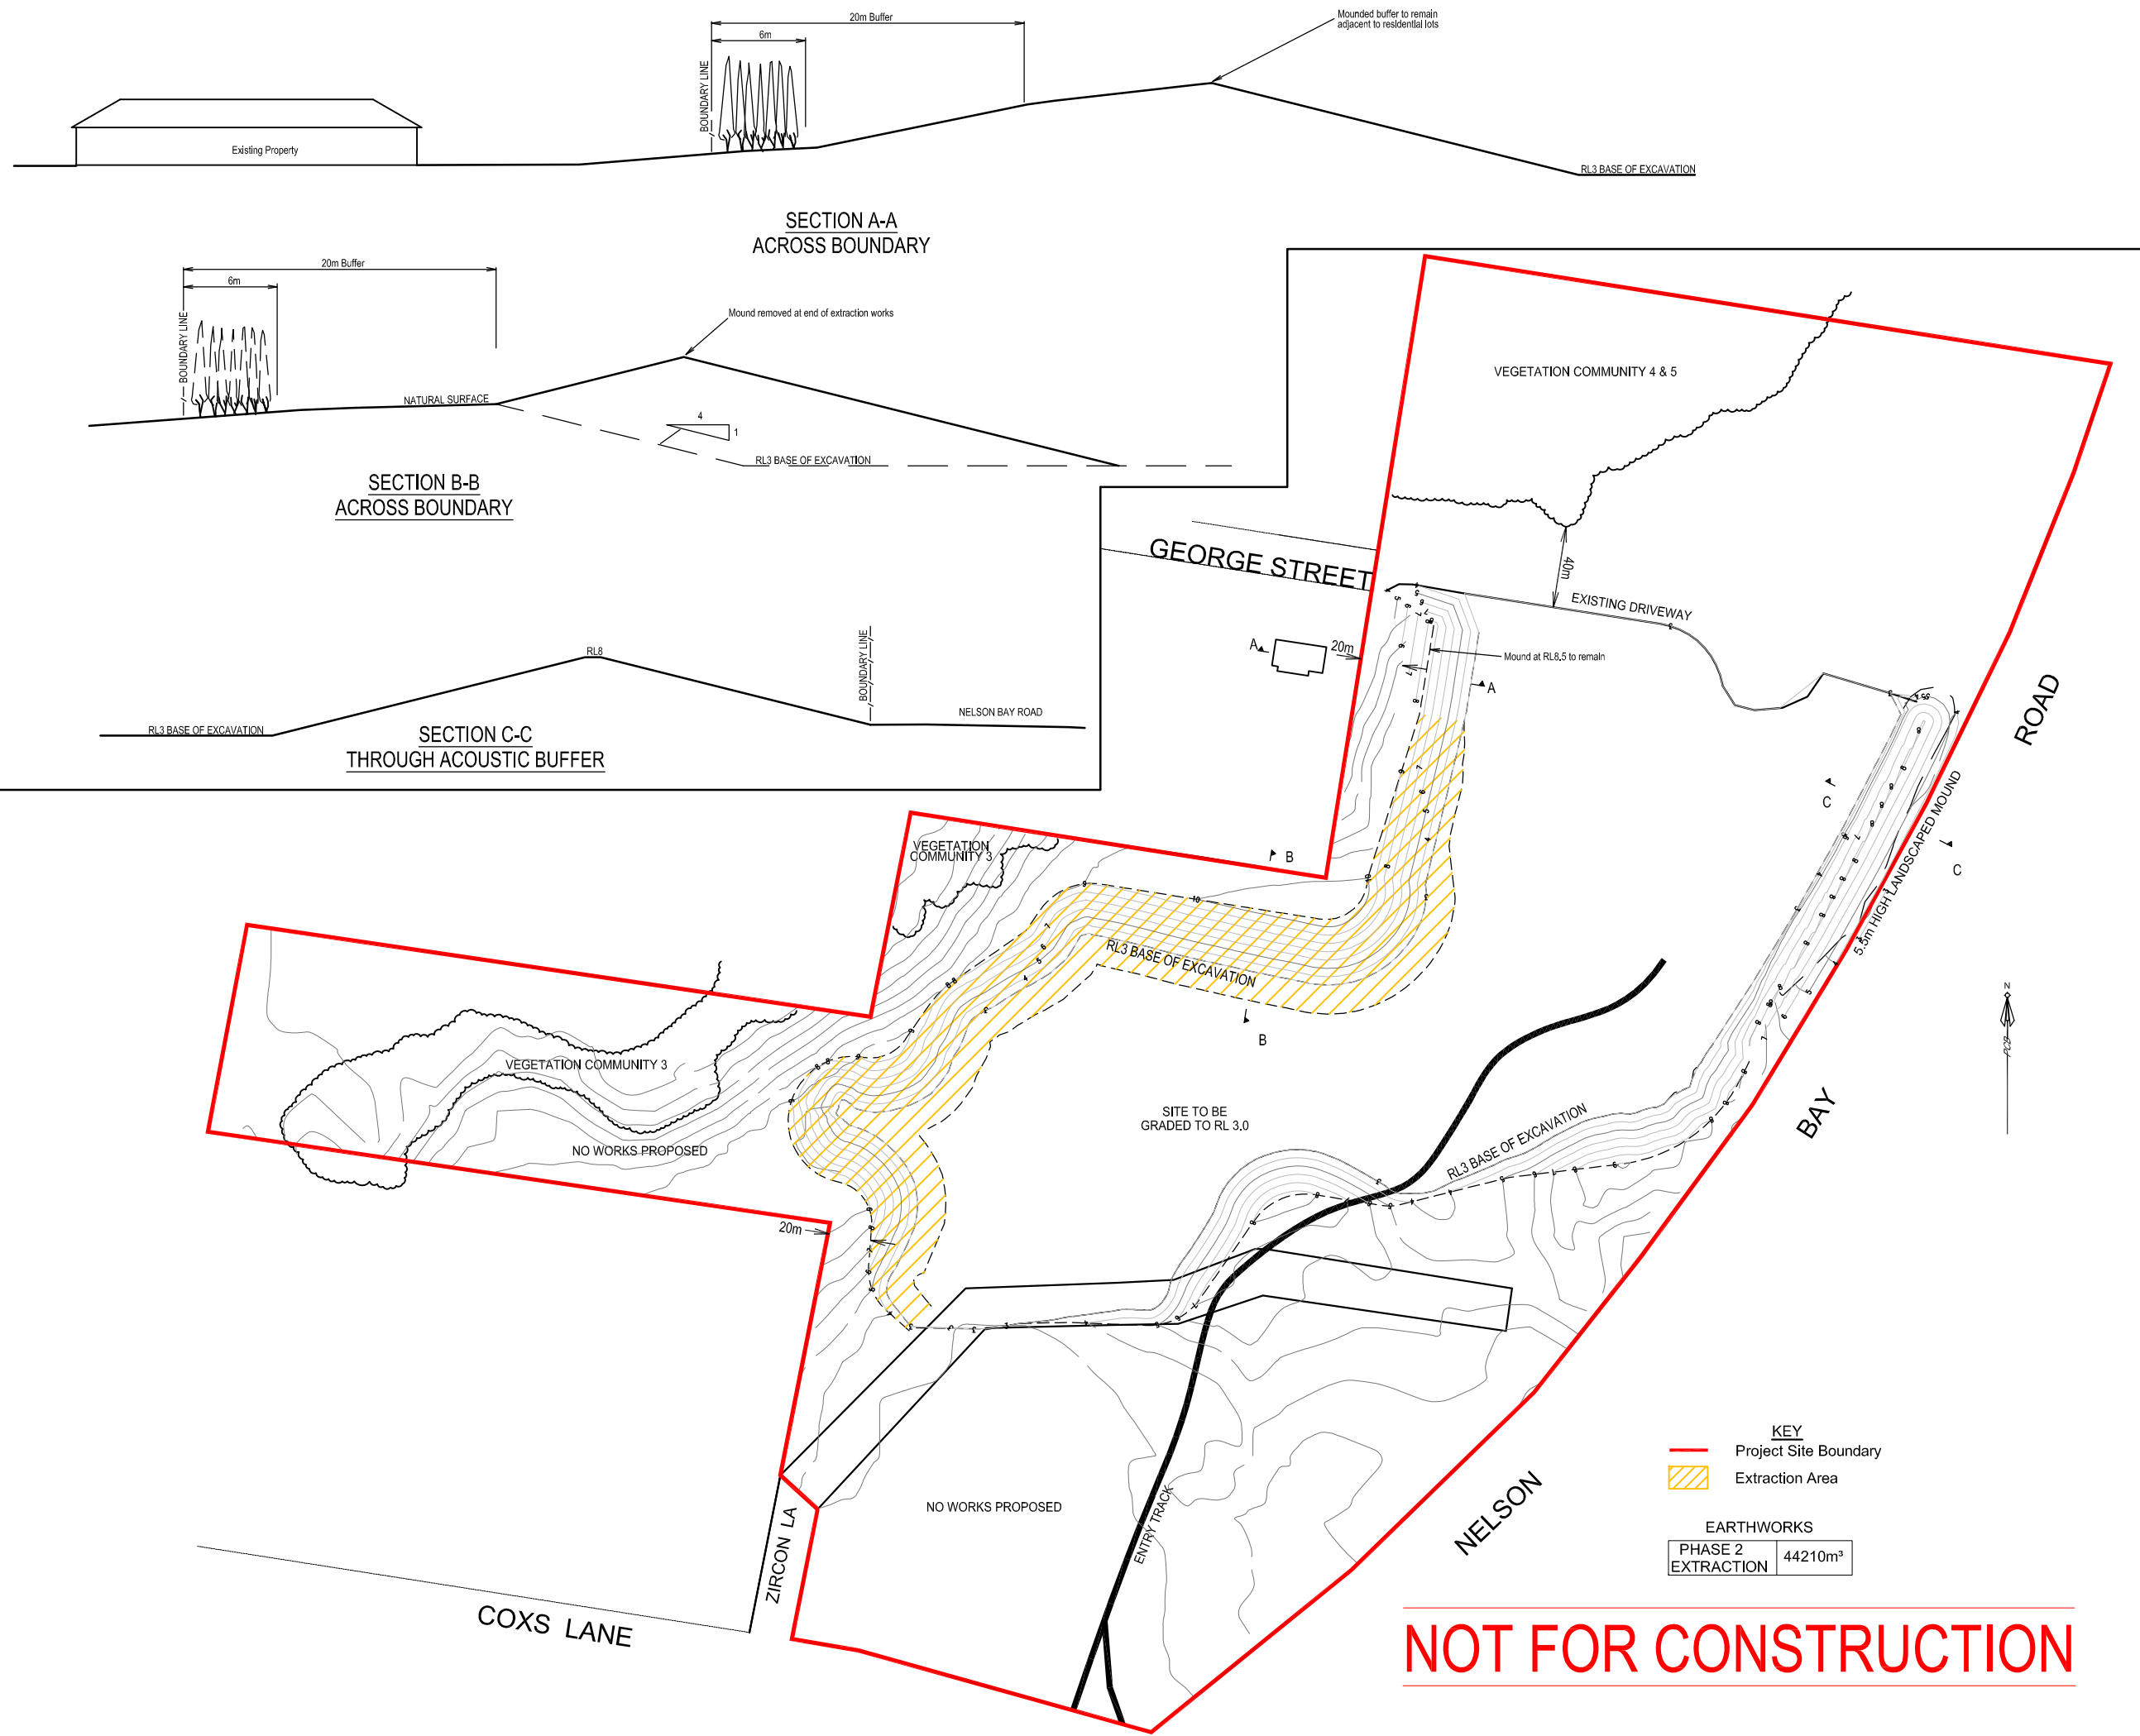 20m Buffer
6m
BOUNDARY LINE
Mounded buffer to remain
adjacent to residential lots
Existing Property
RL3 BASE OF EXCAVATION
SECTION A-A
ACROSS BOUNDARY
20m Buffer
6m
BOUNDARY LINE
Mound removed at end of extraction works
NATURAL SURFACE
4
1
RL3 BASE OF EXCAVATION
SECTION B-B
ACROSS BOUNDARY
RL8
BOUNDARY LINE
RL3 BASE OF EXCAVATION
NELSON BAY ROAD
SECTION C-C
THROUGH ACOUSTIC BUFFER
VEGETATION COMMUNITY 4 & 5
GEORGE STREET
40m
EXISTING DRIVEWAY
A
20m
Mound at RL8.5 to remain
A
ROAD
C
C
5.5m HIGH LANDSCAPED MOUND
VEGETATION
COMMUNITY 3
B
RL3 BASE OF EXCAVATION
B
N
VEGETATION COMMUNITY 3
NO WORKS PROPOSED
SITE TO BE
GRADED TO RL 3.0
RL3 BASE OF EXCAVATION
BAY
20m
NELSON
NO WORKS PROPOSED
ENTRY TRACK
ZIRCON LA
COXS LANE
KEY
Project Site Boundary
Extraction Area
EARTHWORKS
PHASE 2
EXTRACTION
44210m³
NOT FOR CONSTRUCTION